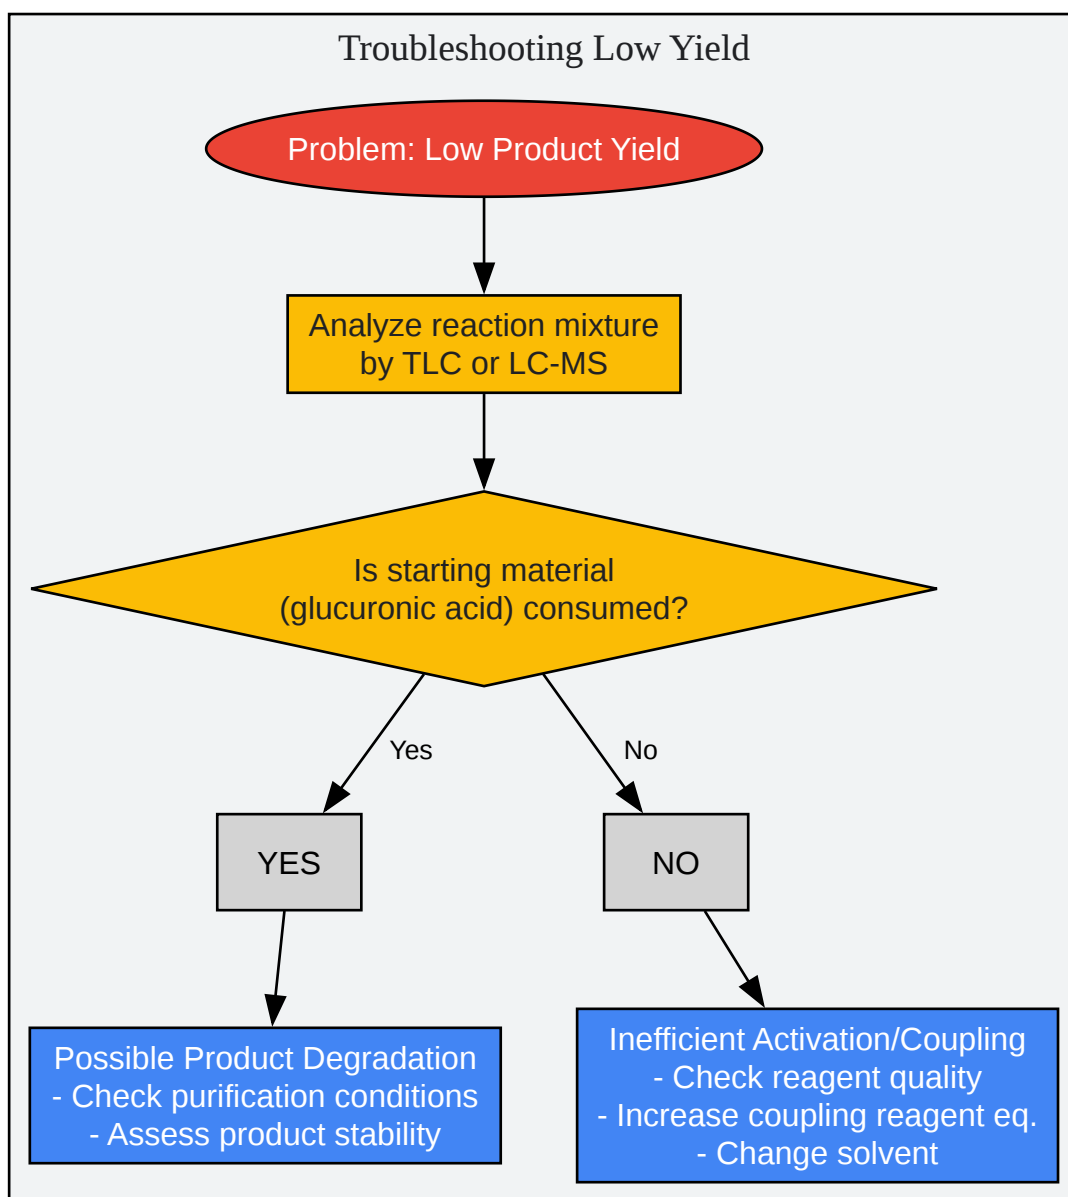 Troubleshooting Low Yield
Problem: Low Product Yield
Analyze reaction mixture
by TLC or LC-MS
Is starting material
(glucuronic acid) consumed?
Yes
No
YES
NO
Possible Product Degradation
- Check purification conditions
- Assess product stability
Inefficient Activation/Coupling
- Check reagent quality
- Increase coupling reagent eq.
- Change solvent